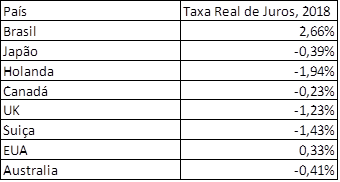 País Taxa Real de Juros, 2018
Brasil 2,66%
Japão -0,39%
Holanda -1,94%
Canadá -0,23%
UK -1,23%
Suiça -1,43%
EUA 0,33%
Australia -0,41%